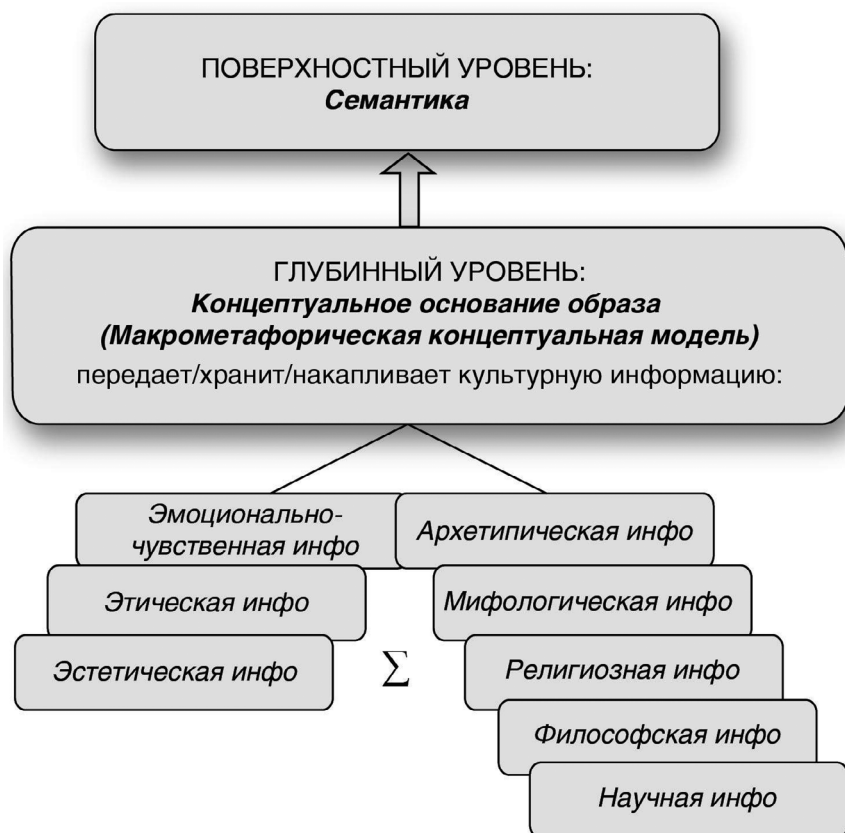 ПОВЕРХНОСТНЫЙ УРОВЕНЬ:
Семантика
ГЛУБИННЫЙ УРОВЕНЬ:
Концептуальное основание образа
(Макрометафорическая концептуальная модель)
передает/хранит/накапливает культурную информацию:
Эмоционально-
чувственная инфо
Этическая инфо
Эстетическая инфо
Σ
Архетипическая инфо
Мифологическая инфо
Религиозная инфо
Философская инфо
Научная инфо